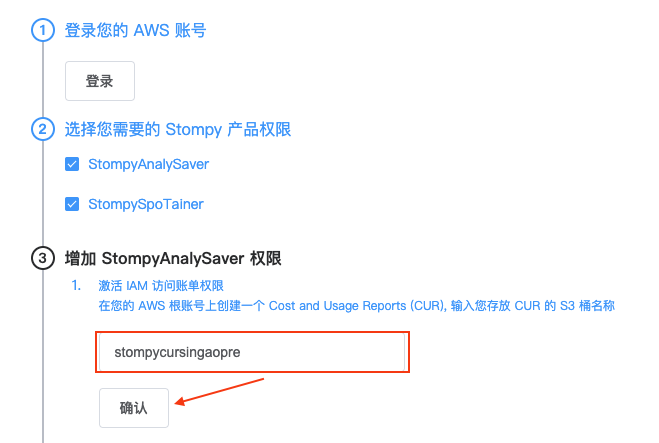 1 登录您的 AWS 账号
登录
2 选择您需要的 Stompy 产品权限
StompyAnalySaver
StompySpoTainer
3 增加 StompyAnalySaver 权限
1. 激活 IAM 访问账单权限
在您的 AWS 根账号上创建一个 Cost and Usage Reports (CUR), 输入您存放 CUR 的 S3 桶名称
stompycursingaopre
确认